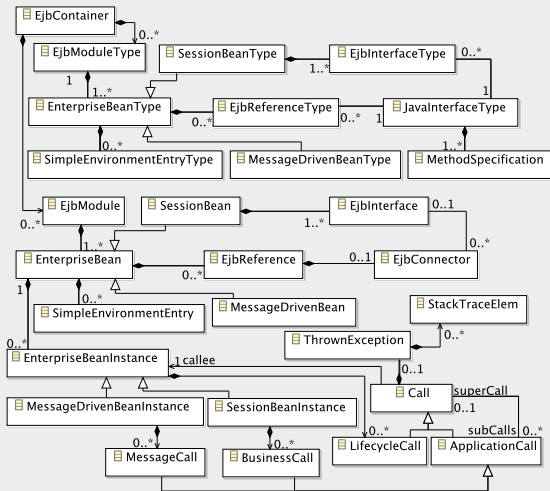 EjbContainer
0..*
EjbModuleType
SessionBeanType
EjbInterfaceType
0..*
1
1..*
1..*
1
EnterpriseBeanType
EjbReferenceType
JavaInterfaceType
0..*
0..*
1
0..*
1..*
SimpleEnvironmentEntryType
MessageDrivenBeanType
MethodSpecification
EjbModule
SessionBean
EjbInterface
0..1
0..*
1..*
1..*
0..*
EnterpriseBean
EjbReference
0..1
EjbConnector
0..*
1
0..*
SimpleEnvironmentEntry
MessageDrivenBean
StackTraceElem
0..*
ThrownException
0..*
EnterpriseBeanInstance
1 callee
0..1
Call
superCall
0..1
MessageDrivenBeanInstance
SessionBeanInstance
0..*
subCalls
0..*
0..*
0..*
LifecycleCall
ApplicationCall
MessageCall
BusinessCall